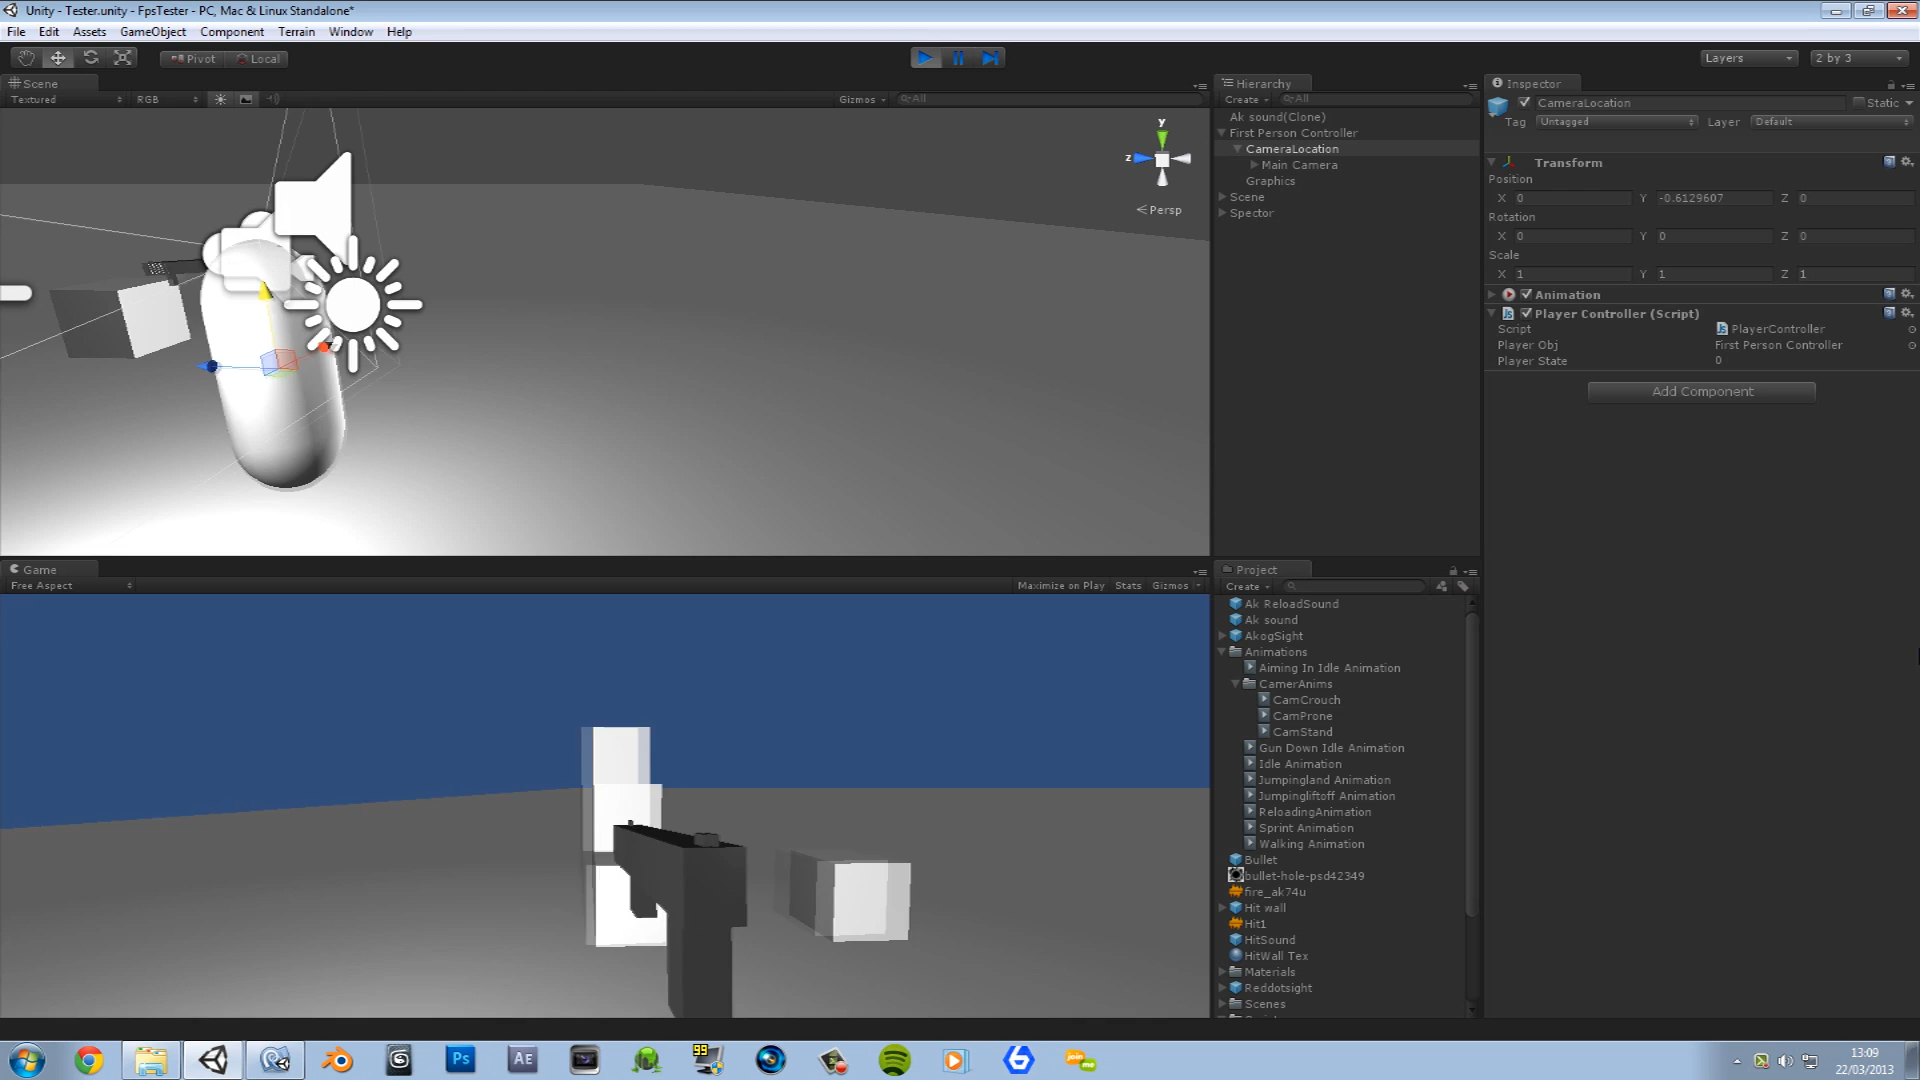 Unity - Tester.unity - FpsTester - PC, Mac & Linux Standalone*
File Edit Assets GameObject Component Terrain Window Help
Pivot Local Layers 2 by 3
Scene
Textured RGB Gizmos All
y
z
Persp
Hierarchy
Create All
Ak sound(Clone)
First Person Controller
CameraLocation
Main Camera
Graphics
Scene
Spector
Inspector
CameraLocation Static
Tag Untagged Layer Default
Transform
Position
X 0 Y -0.6129607 Z 0
Rotation
X 0 Y 0 Z 0
Scale
X 1 Y 1 Z 1
Animation
Player Controller (Script)
Script PlayerController
Player Obj First Person Controller
Player State 0
Add Component
Game
Free Aspect Maximize on Play Stats Gizmos
Project
Create
Ak ReloadSound
Ak sound
AkogSight
Animations
Aiming In Idle Animation
CamerAnims
CamCrouch
CamProne
CamStand
Gun Down Idle Animation
Idle Animation
Jumpingland Animation
Jumpingliftoff Animation
ReloadingAnimation
Sprint Animation
Walking Animation
Bullet
bullet-hole-psd42349
fire_ak74u
Hit wall
Hit1
HitSound
HitWall Tex
Materials
Reddotsight
Scenes
Ps
AE
99
join
me
13:09
22/03/2013